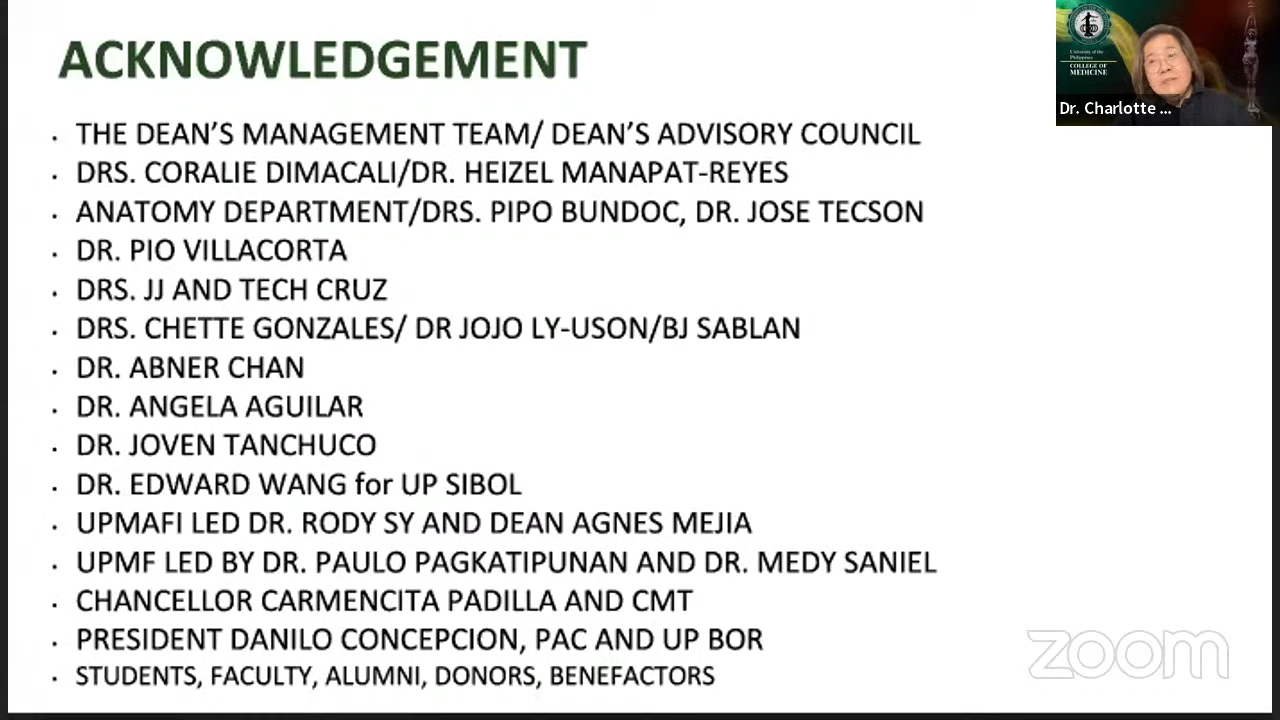 ACKNOWLEDGEMENT
· THE DEAN'S MANAGEMENT TEAM/ DEAN'S ADVISORY COUNCIL
· DRS. CORALIE DIMACALI/DR. HEIZEL MANAPAT-REYES
· ANATOMY DEPARTMENT/DRS. PIPO BUNDOC, DR. JOSE TECSON
· DR. PIO VILLACORTA
· DRS. JJ AND TECH CRUZ
· DRS. CHETTE GONZALES/ DR JOJO LY-USON/BJ SABLAN
· DR. ABNER CHAN
· DR. ANGELA AGUILAR
· DR. JOVEN TANCHUCO
· DR. EDWARD WANG for UP SIBOL
· UPMAFI LED DR. RODY SY AND DEAN AGNES MEJIA
· UPMF LED BY DR. PAULO PAGKATIPUNAN AND DR. MEDY SANIEL
· CHANCELLOR CARMENCITA PADILLA AND CMT
· PRESIDENT DANILO CONCEPCION, PAC AND UP BOR
· STUDENTS, FACULTY, ALUMNI, DONORS, BENEFACTORS
University of the
Philippines
COLLEGE OF
MEDICINE
Dr. Charlotte ...
zoom